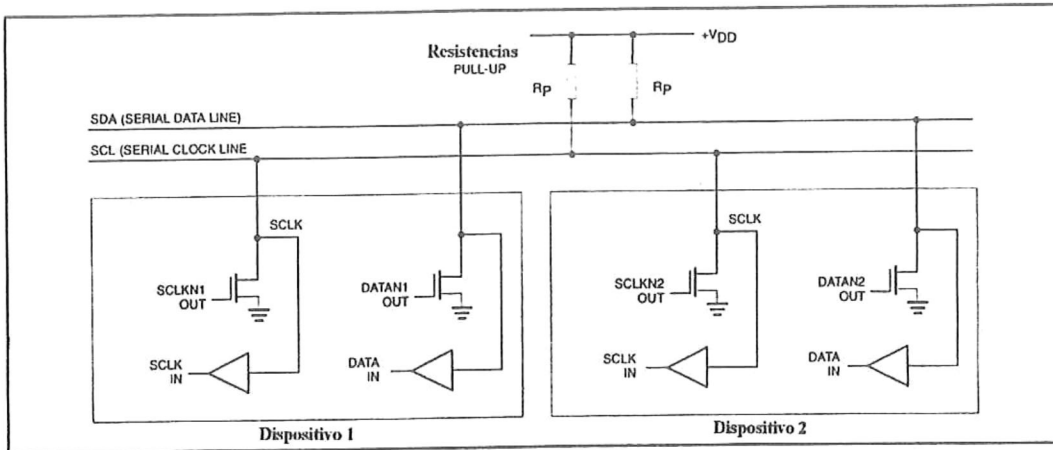 +VDD
Resistencias
PULL-UP
RP
RP
SDA (SERIAL DATA LINE)
SCL (SERIAL CLOCK LINE
SCLK
SCLK
SCLKN1
OUT
DATAN1
OUT
SCLKN2
OUT
DATAN2
OUT
SCLK
IN
DATA
IN
SCLK
IN
DATA
IN
Dispositivo 1
Dispositivo 2